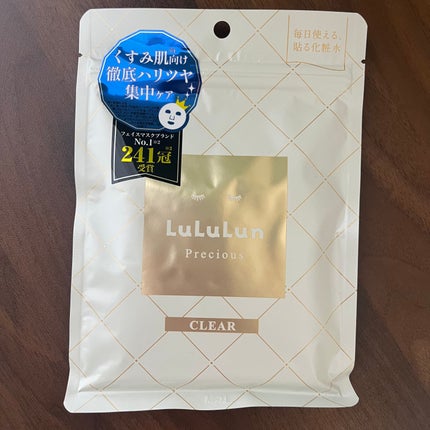 毎日使える、
貼る化粧水
くすみ肌向け
徹底ハリツヤ
集中ケア
フェイスマスクブランド
No.1
241冠
受賞
LuLuLun
Precious
CLEAR